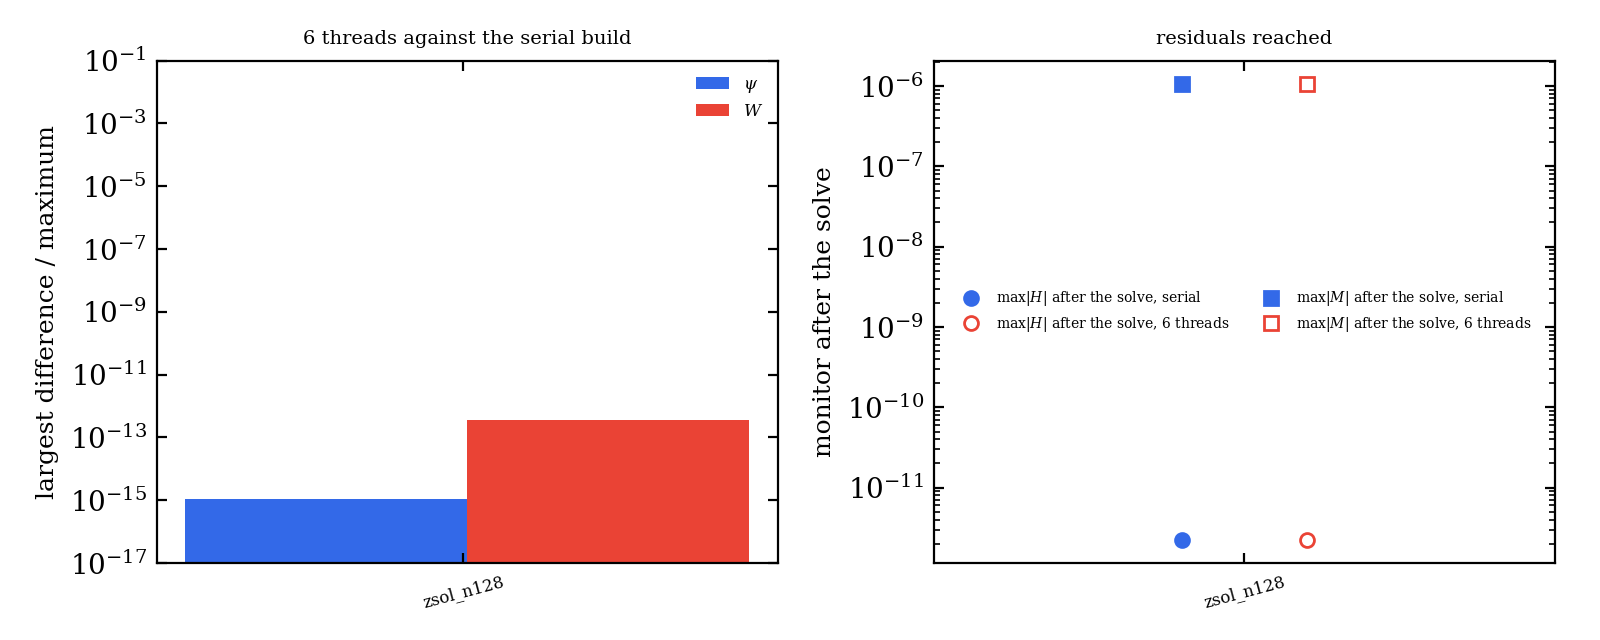 6 threads against the serial build
largest difference / maximum
10⁻¹
10⁻³
10⁻⁵
10⁻⁷
10⁻⁹
10⁻¹¹
10⁻¹³
10⁻¹⁵
10⁻¹⁷
ψ
W
zsol_n128
residuals reached
monitor after the solve
10⁻⁶
10⁻⁷
10⁻⁸
10⁻⁹
10⁻¹⁰
10⁻¹¹
max|H| after the solve, serial
max|H| after the solve, 6 threads
max|M| after the solve, serial
max|M| after the solve, 6 threads
zsol_n128